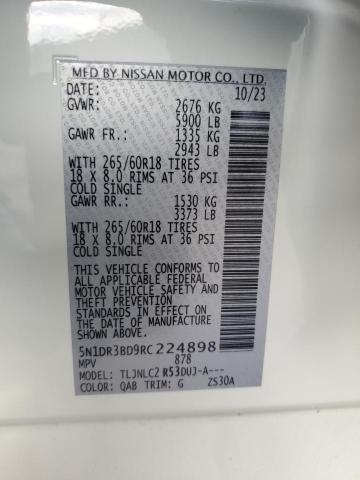 MFD BY NISSAN MOTOR CO., LTD.
DATE: 10/23
GVWR: 2676 KG
5900 LB
GAWR FR.: 1335 KG
2943 LB
WITH 265/60R18 TIRES
18 X 8.0 RIMS AT 36 PSI
COLD SINGLE
GAWR RR.: 1530 KG
3373 LB
WITH 265/60R18 TIRES
18 X 8.0 RIMS AT 36 PSI
COLD SINGLE
THIS VEHICLE CONFORMS TO
ALL APPLICABLE FEDERAL
MOTOR VEHICLE SAFETY
STANDARDS IN EFFECT ON
THE DATE OF MANUFACTURE
SHOWN ABOVE.
5N1DR3BD9RC224898
MPV 878
MODEL: TLJNLC2 R53DUJ-A---
COLOR: QAB TRIM: G ZS30A